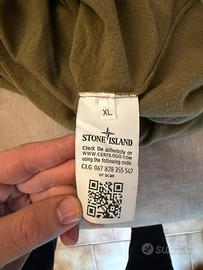 XL
STONE ISLAND
Check the authenticity on
WWW.CERTILOGO.COM
using the following code:
CLG 067 828 355 547
or scan
subito